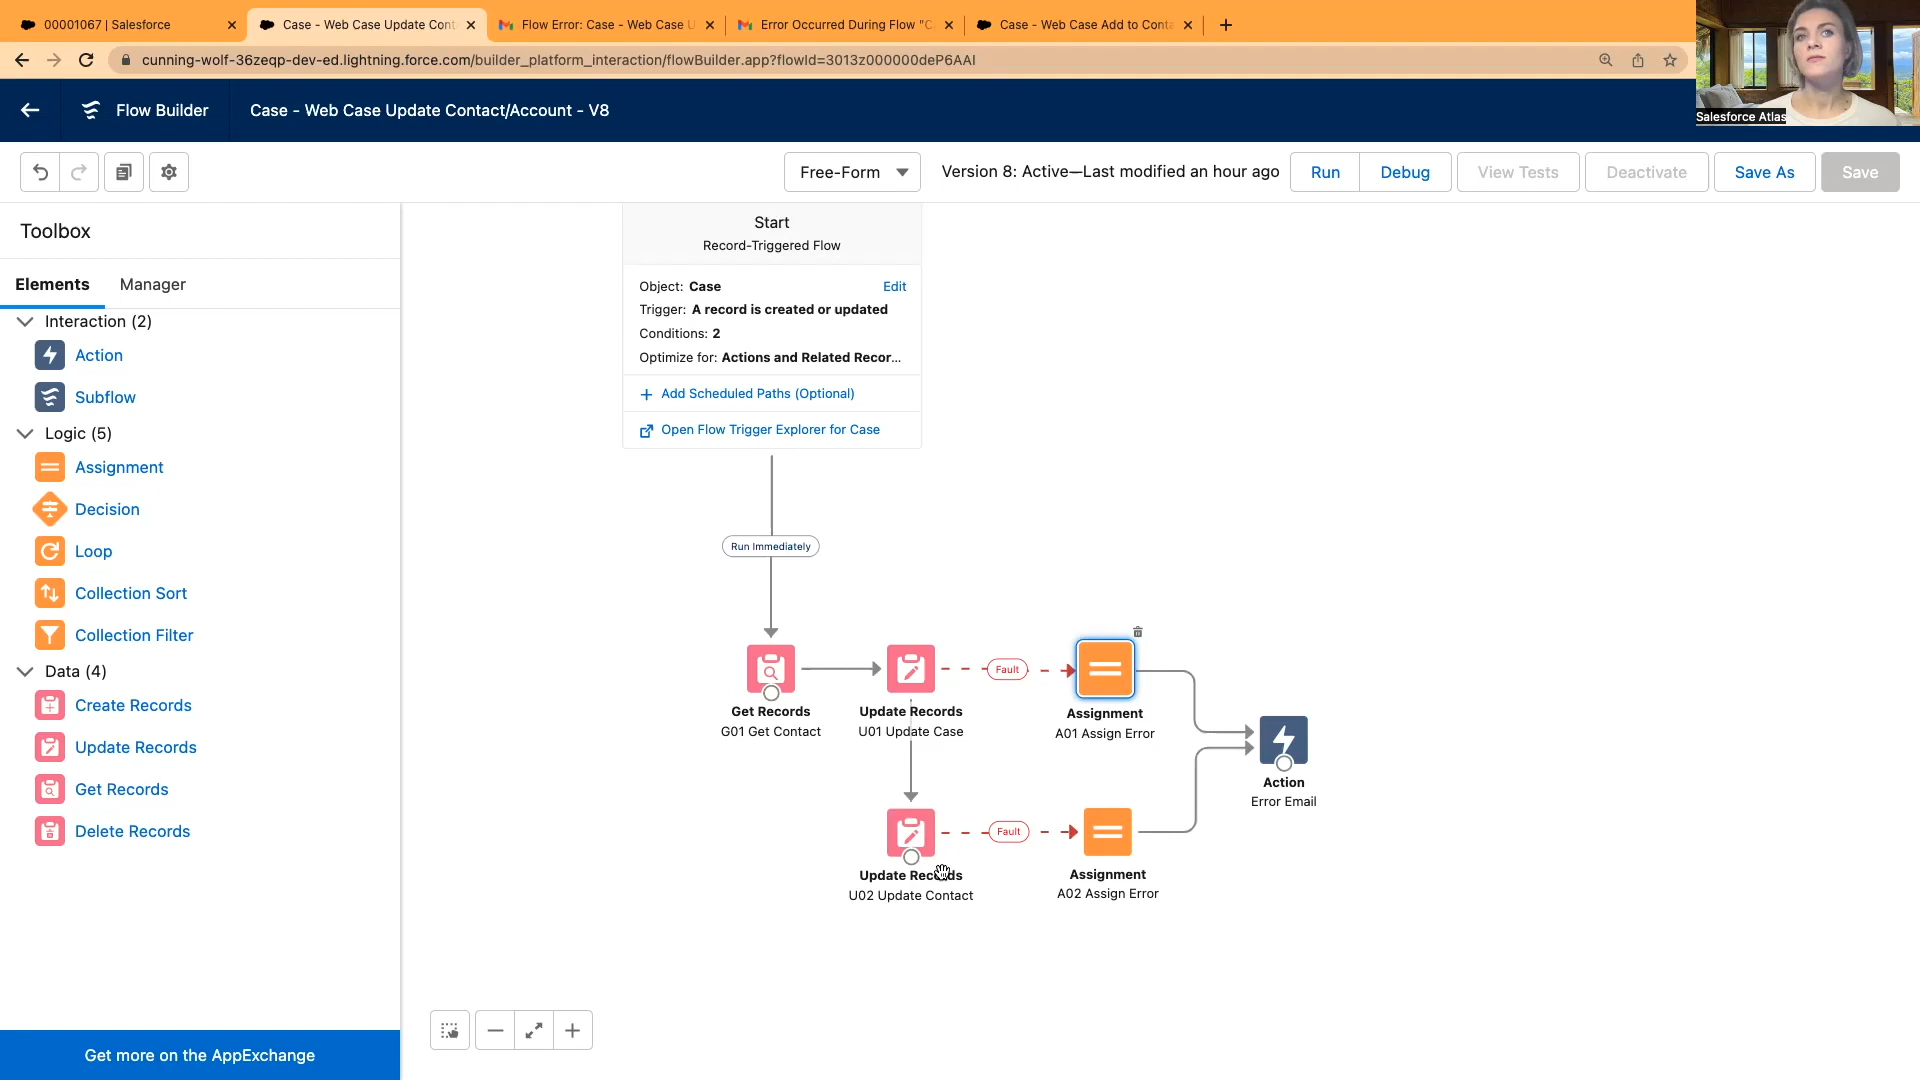 00001067 | Salesforce
Case - Web Case Update Cont
Flow Error: Case - Web Case U
Error Occurred During Flow "C
Case - Web Case Add to Conta
cunning-wolf-36zeqp-dev-ed.lightning.force.com/builder_platform_interaction/flowBuilder.app?flowId=3013z000000deP6AAI
Salesforce Atlas
Flow Builder
Case - Web Case Update Contact/Account - V8
Free-Form
Version 8: Active—Last modified an hour ago
Run
Debug
View Tests
Deactivate
Save As
Save
Toolbox
Elements
Manager
Interaction (2)
Action
Subflow
Logic (5)
Assignment
Decision
Loop
Collection Sort
Collection Filter
Data (4)
Create Records
Update Records
Get Records
Delete Records
Get more on the AppExchange
Start
Record-Triggered Flow
Object: Case
Edit
Trigger: A record is created or updated
Conditions: 2
Optimize for: Actions and Related Recor...
Add Scheduled Paths (Optional)
Open Flow Trigger Explorer for Case
Run Immediately
Fault
Get Records
G01 Get Contact
Update Records
U01 Update Case
Assignment
A01 Assign Error
Action
Error Email
Fault
Update Records
U02 Update Contact
Assignment
A02 Assign Error